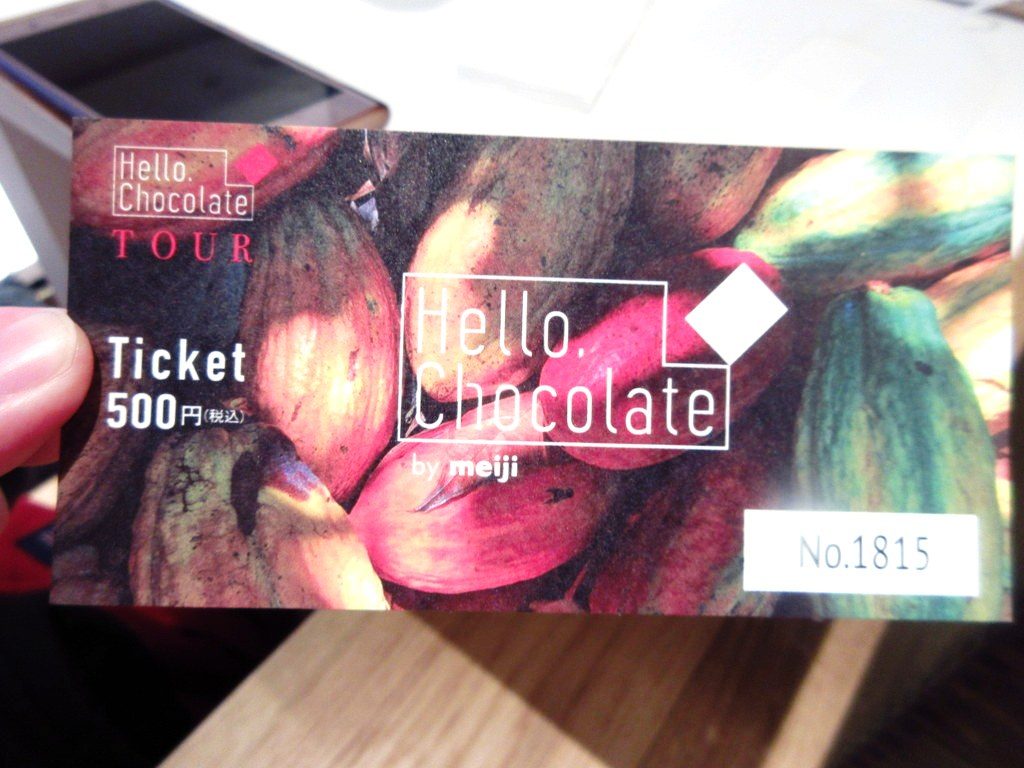 Hello.
Chocolate
TOUR
Ticket
500円(税込)
Hello.
Chocolate
by meiji
No.1815